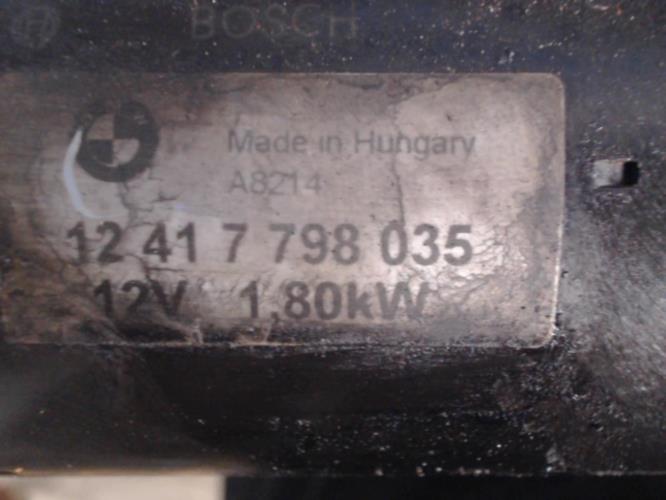 BOSCH
Made in Hungary
A8214
12 41 7 798 035
12V 1,80kW